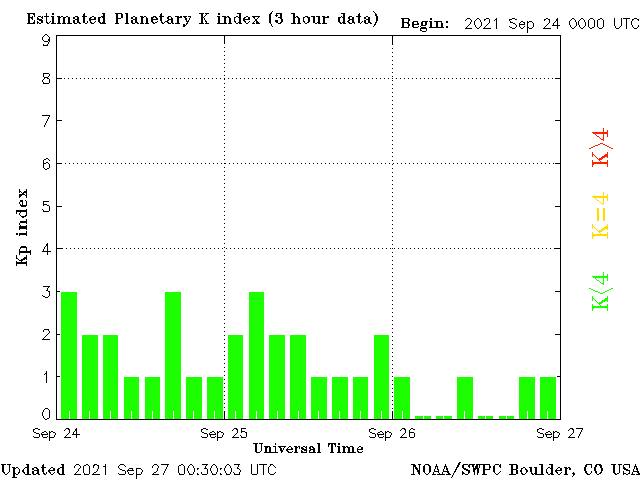 Estimated Planetary K index (3 hour data)
Begin: 2021 Sep 24 0000 UTC
9
8
7
6
5
4
3
2
1
0
Kp index
K>4
K=4
K<4
Sep 24
Sep 25
Sep 26
Sep 27
Universal Time
Updated 2021 Sep 27 00:30:03 UTC
NOAA/SWPC Boulder, CO USA